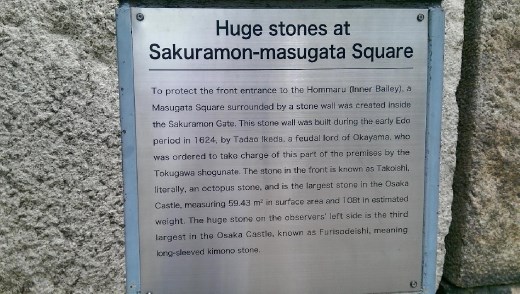 Huge stones at
Sakuramon-masugata Square
To protect the front entrance to the Hommaru (Inner Bailey), a
Masugata Square surrounded by a stone wall was created inside
the Sakuramon Gate. This stone wall was built during the early Edo
period in 1624, by Tadao Ikeda, a feudal lord of Okayama, who
was ordered to take charge of this part of the premises by the
Tokugawa shogunate. The stone in the front is known as Takoishi,
literally, an octopus stone, and is the largest stone in the Osaka
Castle, measuring 59.43 m² in surface area and 108t in estimated
weight. The huge stone on the observers' left side is the third
largest in the Osaka Castle, known as Furisodeishi, meaning
long-sleeved kimono stone.